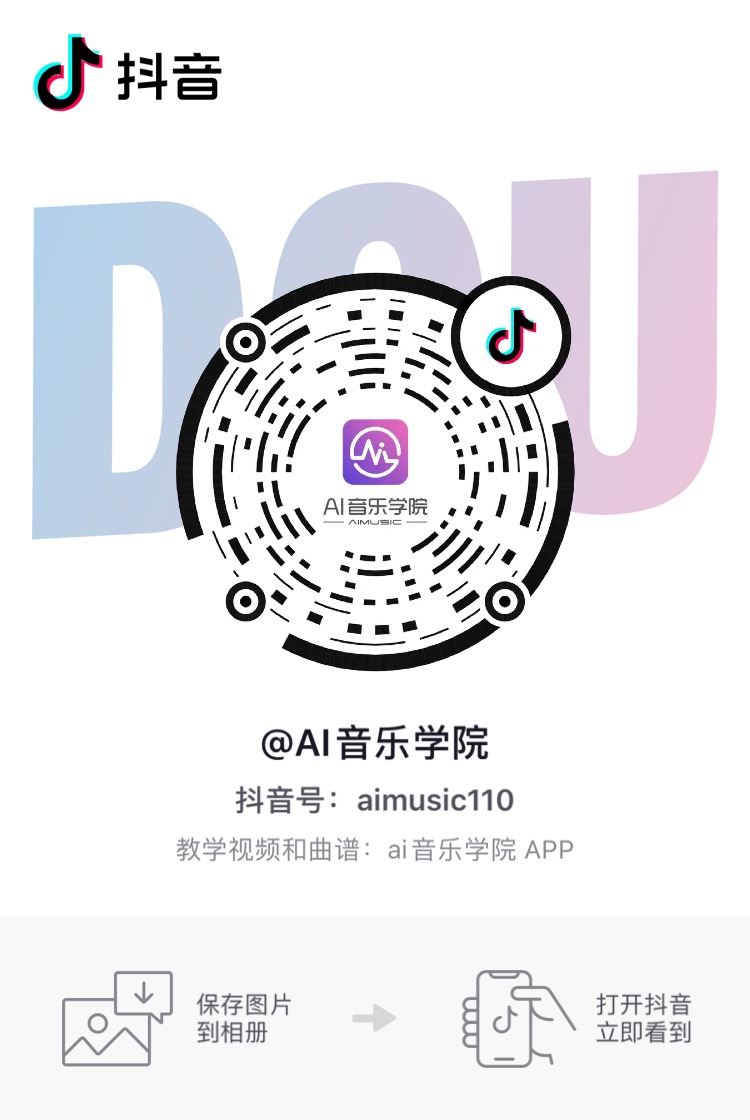 抖音
DOU
AI音乐学院
AIMUSIC
@AI音乐学院
抖音号：aimusic110
教学视频和曲谱：ai音乐学院 APP
保存图片
到相册
打开抖音
立即看到